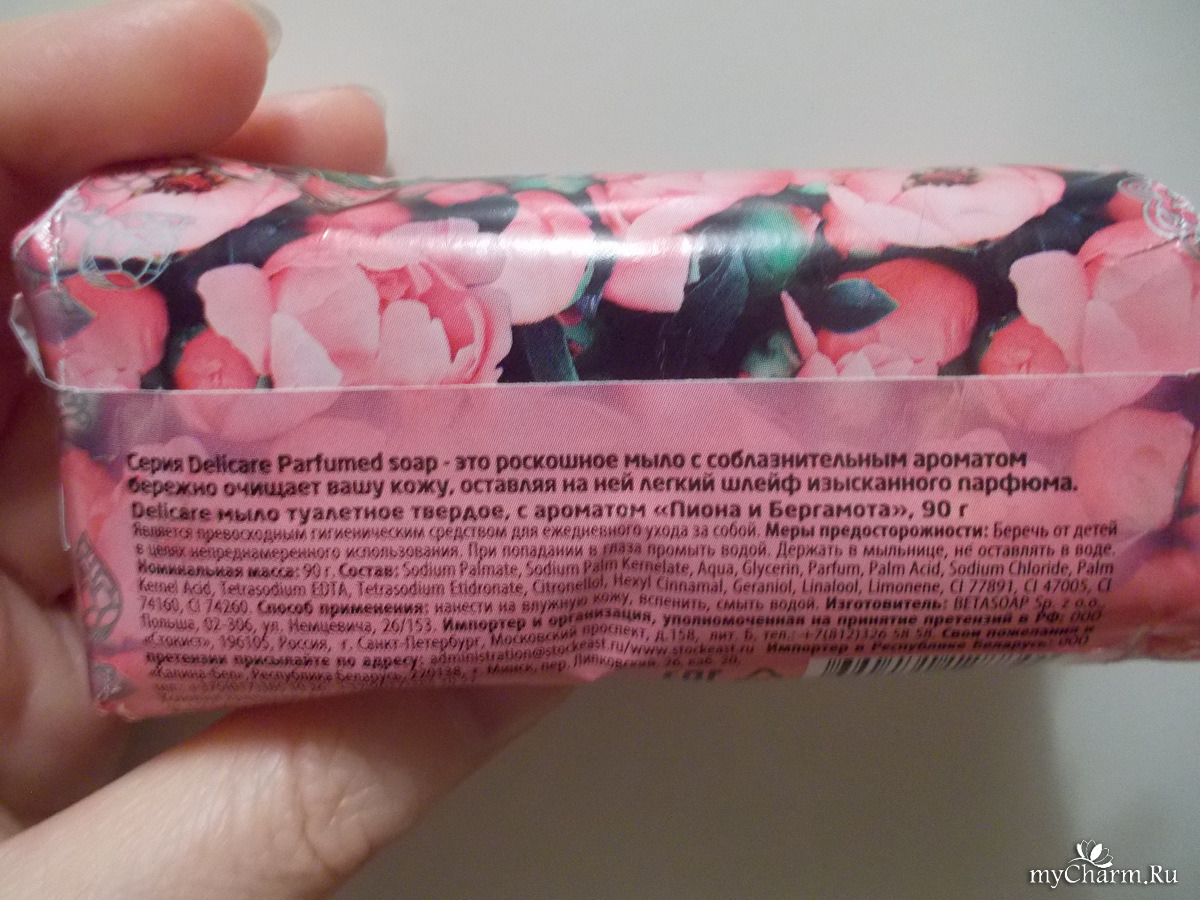 Серия Delicare Parfumed soap - это роскошное мыло с соблазнительным ароматом
бережно очищает вашу кожу, оставляя на ней легкий шлейф изысканного парфюма.
Delicare мыло туалетное твердое, с ароматом «Пиона и Бергамота», 90 г
Является превосходным гигиеническим средством для ежедневного ухода за собой. Меры предосторожности: Беречь от детей
в целях непреднамеренного использования. При попадании в глаза промыть водой. Держать в мыльнице, не оставлять в воде.
Номинальная масса: 90 г. Состав: Sodium Palmate, Sodium Palm Kernelate, Aqua, Glycerin, Parfum, Palm Acid, Sodium Chloride, Palm
Kernel Acid, Tetrasodium EDTA, Tetrasodium Etidronate, Citronellol, Hexyl Cinnamal, Geraniol, Linalool, Limonene, CI 77891, CI 47005, CI
74160, CI 74260. Способ применения: нанести на влужную кожу, вспенить, смыть водой. Изготовитель: BETASOAP Sp. z o.o.,
Польша, 02-306, ул. Немцевича, 26/153. Импортер и организация, уполномоченная на принятие претензий в РФ: ООО
«Стокист», 196105, Россия, г. Санкт-Петербург, Московский проспект, д.158, лит. Б, тел.: +7(812)326 58 58. Свои пожелания и
претензии присылайте по адресу: administration@stockeast.ru/www.stockeast.ru Импортер в Республике Беларусь: ООО
«Калина-бел», Республика Беларусь, 220138, г. Минск, пер. Липковский, 26, каб. 20.
myCharm.Ru